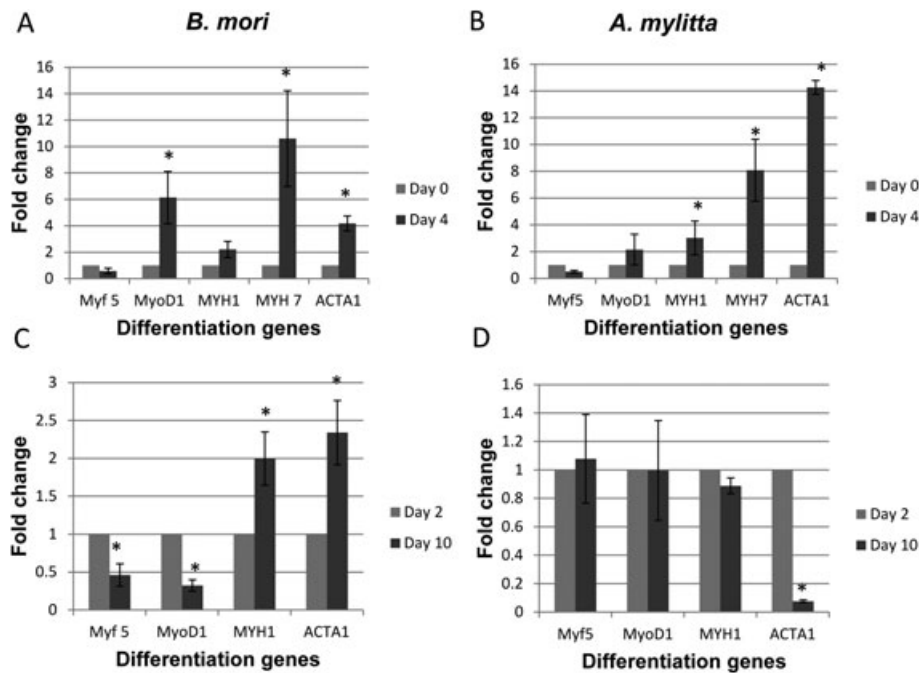 A
B. mori
Fold change
16
14
12
10
8
6
4
2
0
*
*
*
Myf 5 MyoD1 MYH1 MYH 7 ACTA1
Differentiation genes
Day 0
Day 4
B
A. mylitta
Fold change
16
14
12
10
8
6
4
2
0
*
*
*
Myf5 MyoD1 MYH1 MYH7 ACTA1
Differentiation genes
Day 0
Day 4
C
Fold change
3
2.5
2
1.5
1
0.5
0
*
*
*
*
Myf 5 MyoD1 MYH1 ACTA1
Differentiation genes
Day 2
Day 10
D
Fold change
1.6
1.4
1.2
1
0.8
0.6
0.4
0.2
0
*
Myf5 MyoD1 MYH1 ACTA1
Differentiation genes
Day 2
Day 10